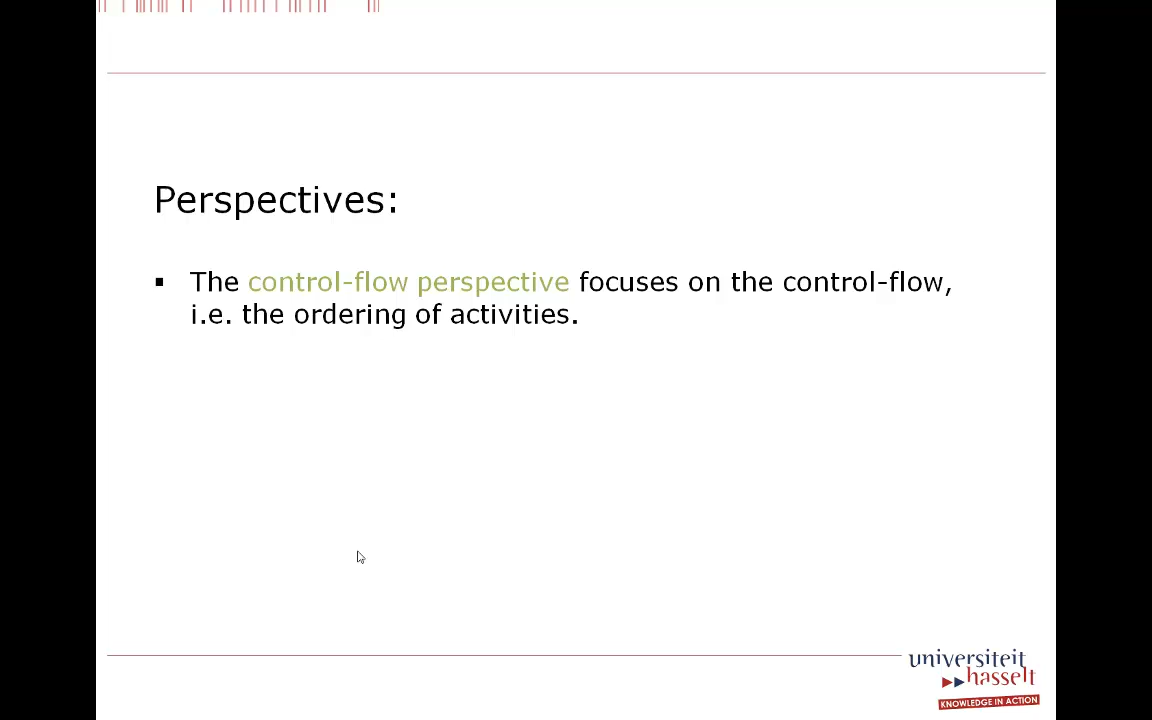 Perspectives:
▪ The control-flow perspective focuses on the control-flow,
i.e. the ordering of activities.
universiteit
hasselt
KNOWLEDGE IN ACTION